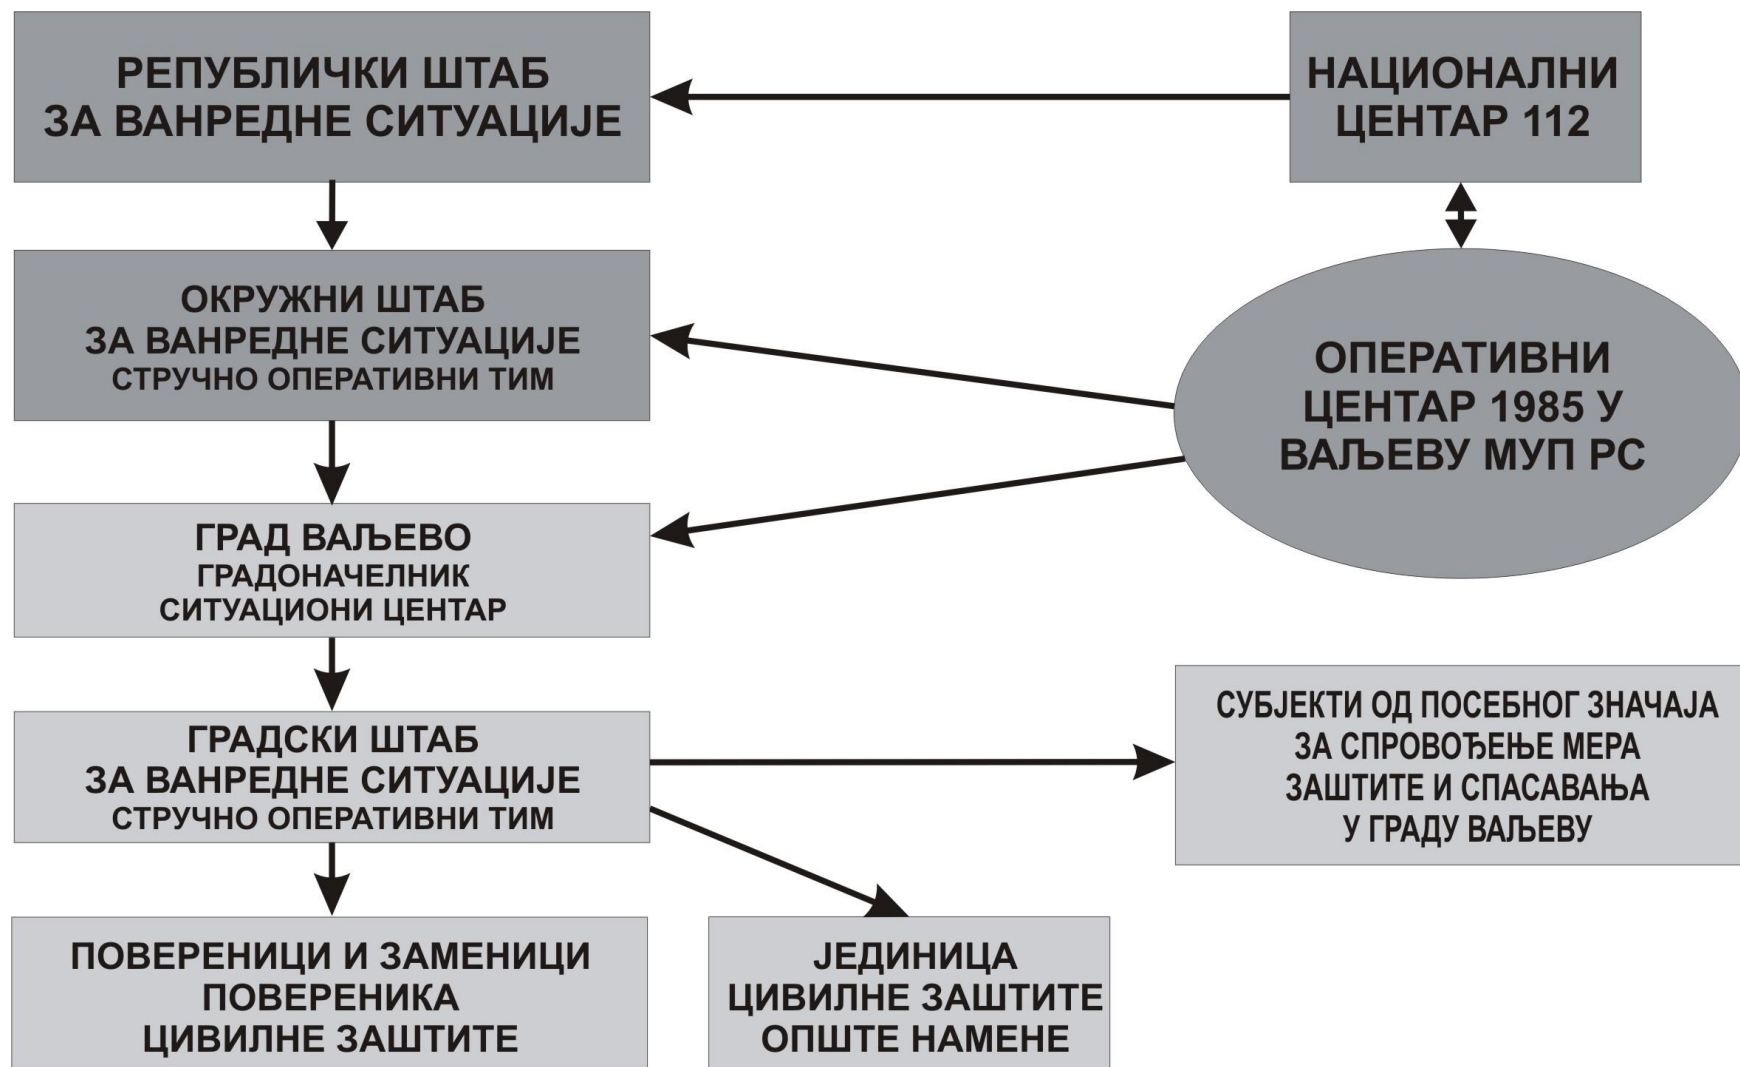 РЕПУБЛИЧКИ ШТАБ
ЗА ВАНРЕДНЕ СИТУАЦИЈЕ
НАЦИОНАЛНИ
ЦЕНТАР 112
ОКРУЖНИ ШТАБ
ЗА ВАНРЕДНЕ СИТУАЦИЈЕ
СТРУЧНО ОПЕРАТИВНИ ТИМ
ОПЕРАТИВНИ
ЦЕНТАР 1985 У
ВАЉЕВУ МУП РС
ГРАД ВАЉЕВО
ГРАДОНАЧЕЛНИК
СИТУАЦИОНИ ЦЕНТАР
ГРАДСКИ ШТАБ
ЗА ВАНРЕДНЕ СИТУАЦИЈЕ
СТРУЧНО ОПЕРАТИВНИ ТИМ
СУБЈЕКТИ ОД ПОСЕБНОГ ЗНАЧАЈА
ЗА СПРОВОЂЕЊЕ МЕРА
ЗАШТИТЕ И СПАСАВАЊА
У ГРАДУ ВАЉЕВУ
ПОВЕРЕНИЦИ И ЗАМЕНИЦИ
ПОВЕРЕНИКА
ЦИВИЛНЕ ЗАШТИТЕ
ЈЕДИНИЦА
ЦИВИЛНЕ ЗАШТИТЕ
ОПШТЕ НАМЕНЕ